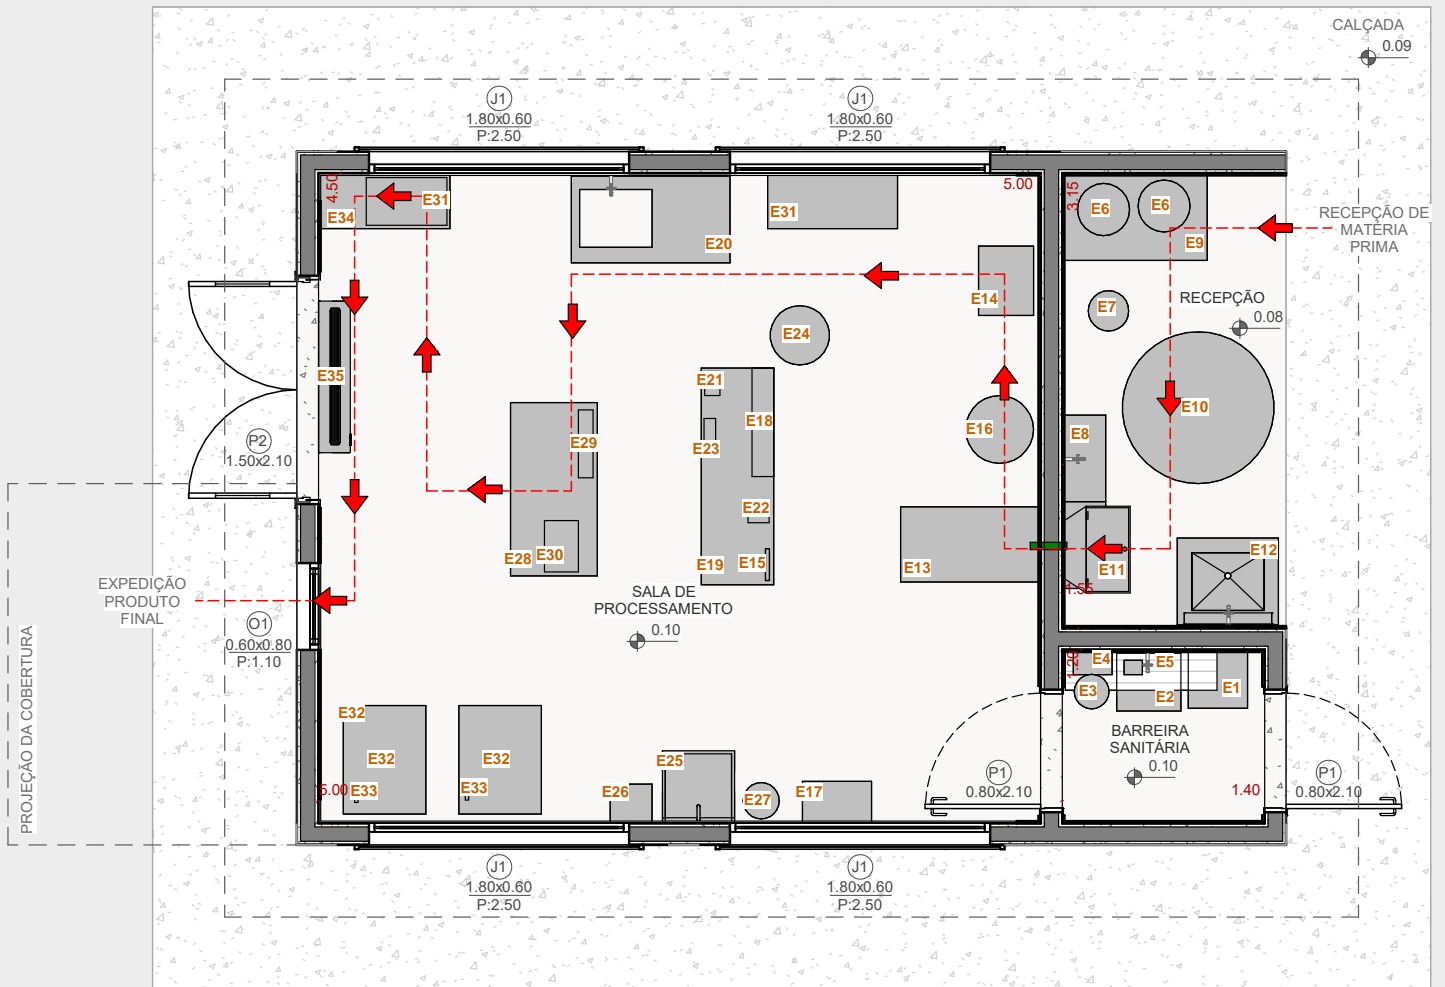 CALÇADA
0.09
J1
1.80x0.60
P:2.50
J1
1.80x0.60
P:2.50
4.50
E31
E34
E20
E31
5.00
3.15
E6
E6
E9
RECEPÇÃO DE
MATÉRIA
PRIMA
E14
E7
RECEPÇÃO
0.08
E24
E35
E21
E18
E10
E29
E23
E16
E8
P2
1.50x2.10
E22
E28
E30
E19
E15
E13
E11
E12
1.55
EXPEDIÇÃO
PRODUTO
FINAL
SALA DE
PROCESSAMENTO
0.10
O1
0.60x0.80
P:1.10
PROJEÇÃO DA COBERTURA
1.20
E4
E5
E3
E2
E1
E32
E32
E32
E33
E33
5.00
E25
E26
E27
E17
BARREIRA
SANITÁRIA
0.10
P1
0.80x2.10
1.40
P1
0.80x2.10
J1
1.80x0.60
P:2.50
J1
1.80x0.60
P:2.50